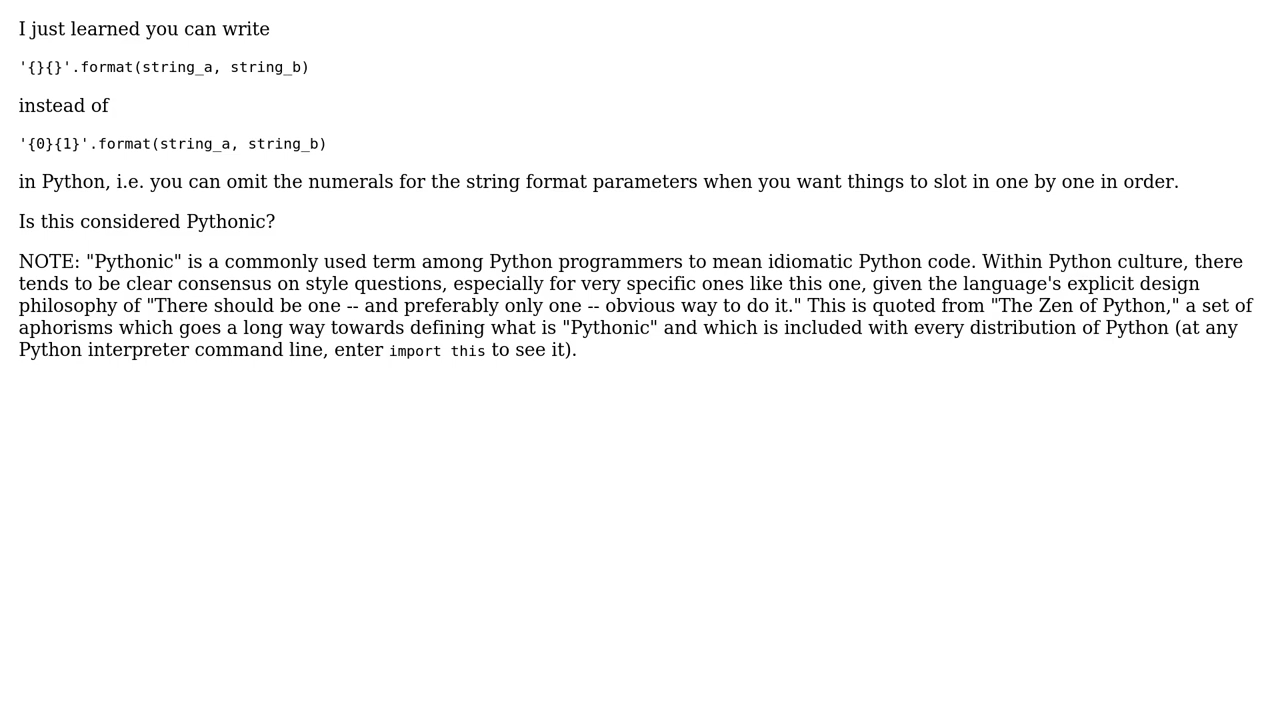 I just learned you can write
'{}{}'.format(string_a, string_b)
instead of
'{0}{1}'.format(string_a, string_b)
in Python, i.e. you can omit the numerals for the string format parameters when you want things to slot in one by one in order.
Is this considered Pythonic?
NOTE: "Pythonic" is a commonly used term among Python programmers to mean idiomatic Python code. Within Python culture, there
tends to be clear consensus on style questions, especially for very specific ones like this one, given the language's explicit design
philosophy of "There should be one -- and preferably only one -- obvious way to do it." This is quoted from "The Zen of Python," a set of
aphorisms which goes a long way towards defining what is "Pythonic" and which is included with every distribution of Python (at any
Python interpreter command line, enter import this to see it).